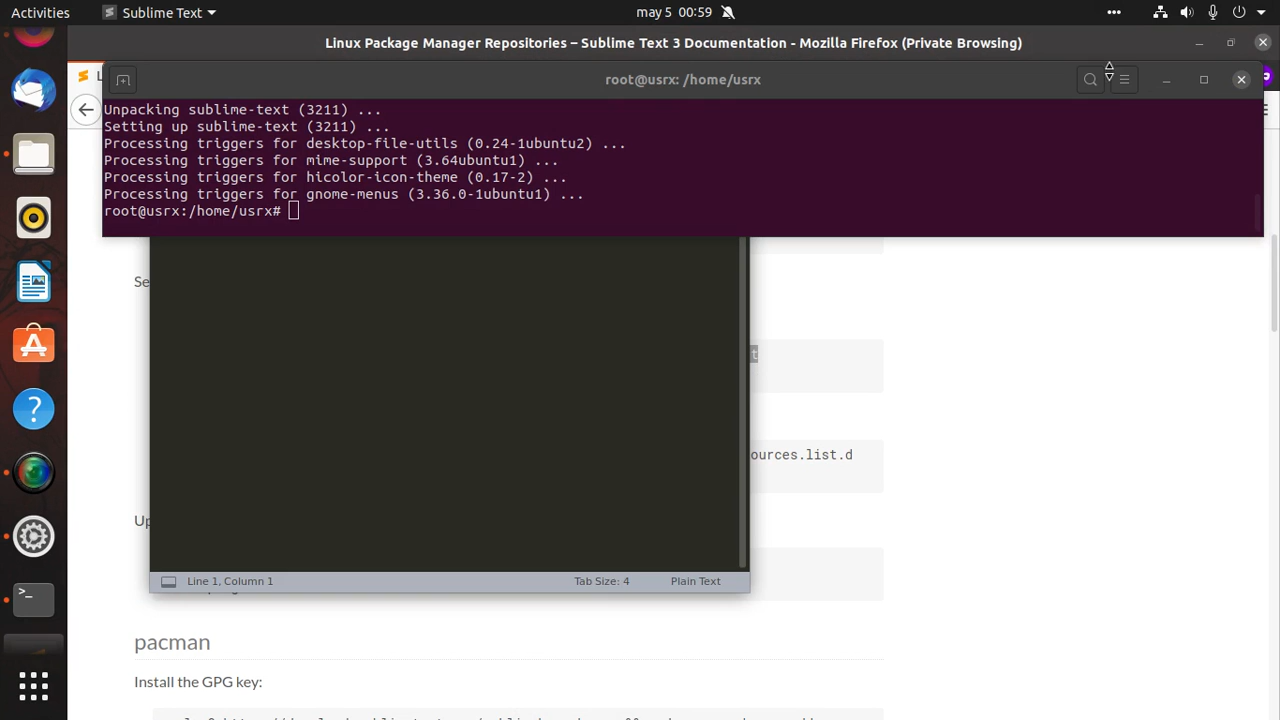 Activities
Sublime Text
may 5 00:59
Linux Package Manager Repositories – Sublime Text 3 Documentation - Mozilla Firefox (Private Browsing)
root@usrx: /home/usrx
Unpacking sublime-text (3211) ...
Setting up sublime-text (3211) ...
Processing triggers for desktop-file-utils (0.24-1ubuntu2) ...
Processing triggers for mime-support (3.64ubuntu1) ...
Processing triggers for hicolor-icon-theme (0.17-2) ...
Processing triggers for gnome-menus (3.36.0-1ubuntu1) ...
root@usrx:/home/usrx#
Se
t
ources.list.d
Up
Line 1, Column 1
Tab Size: 4
Plain Text
pacman
Install the GPG key: